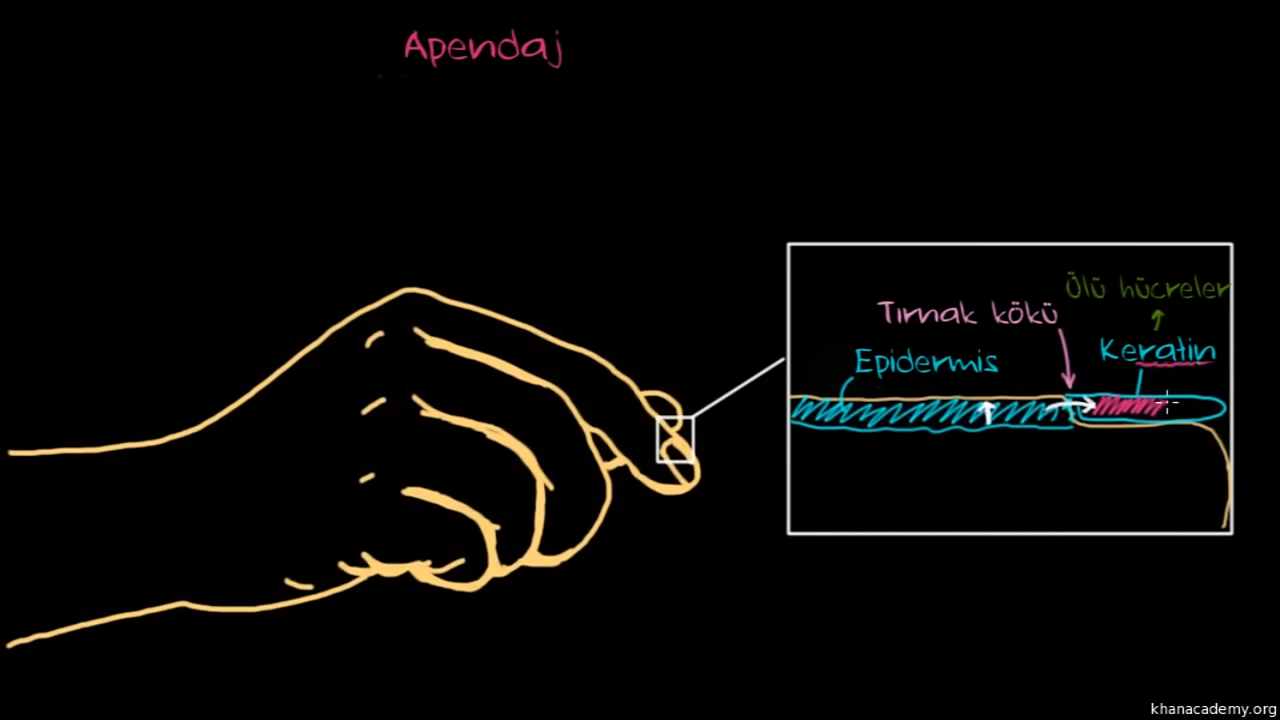 Apendaj
Ölü hücreler
Tırnak kökü
Keratin
Epidermis
khanacademy.org